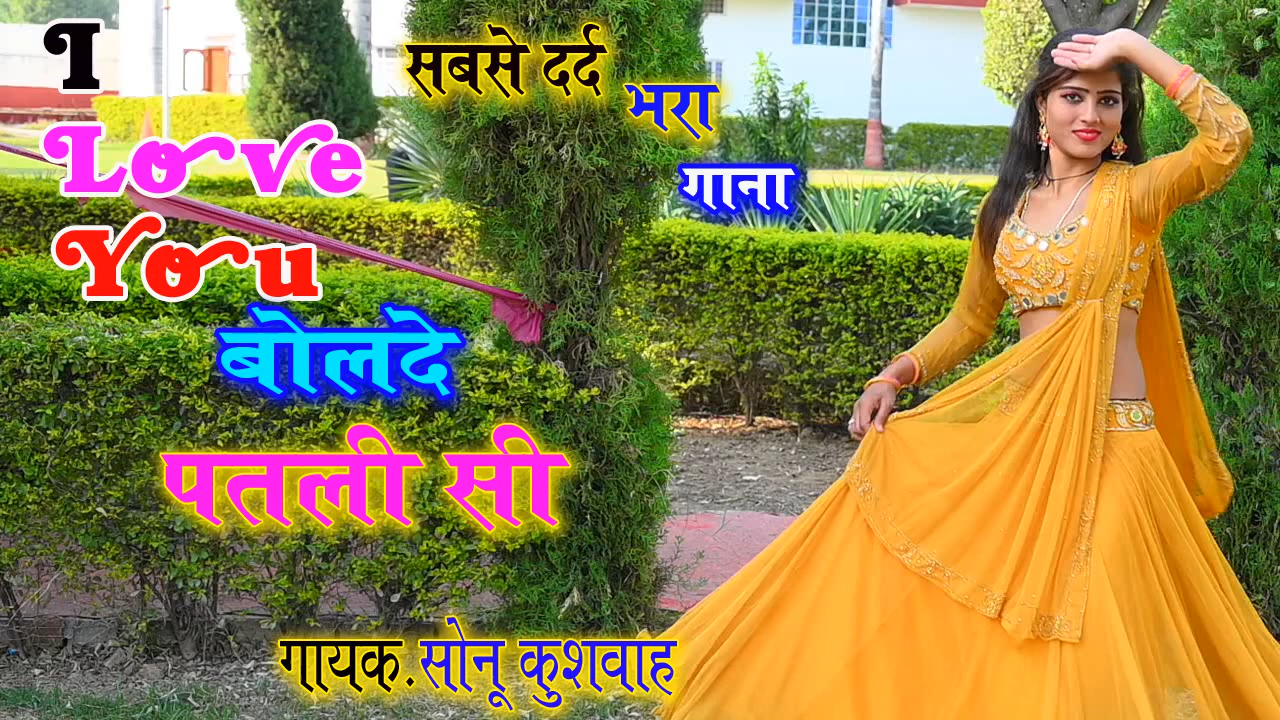 I
Love
You
बोलदे
पतली सी
सबसे दर्द
भरा
गाना
गायक.सोनू कुशवाह